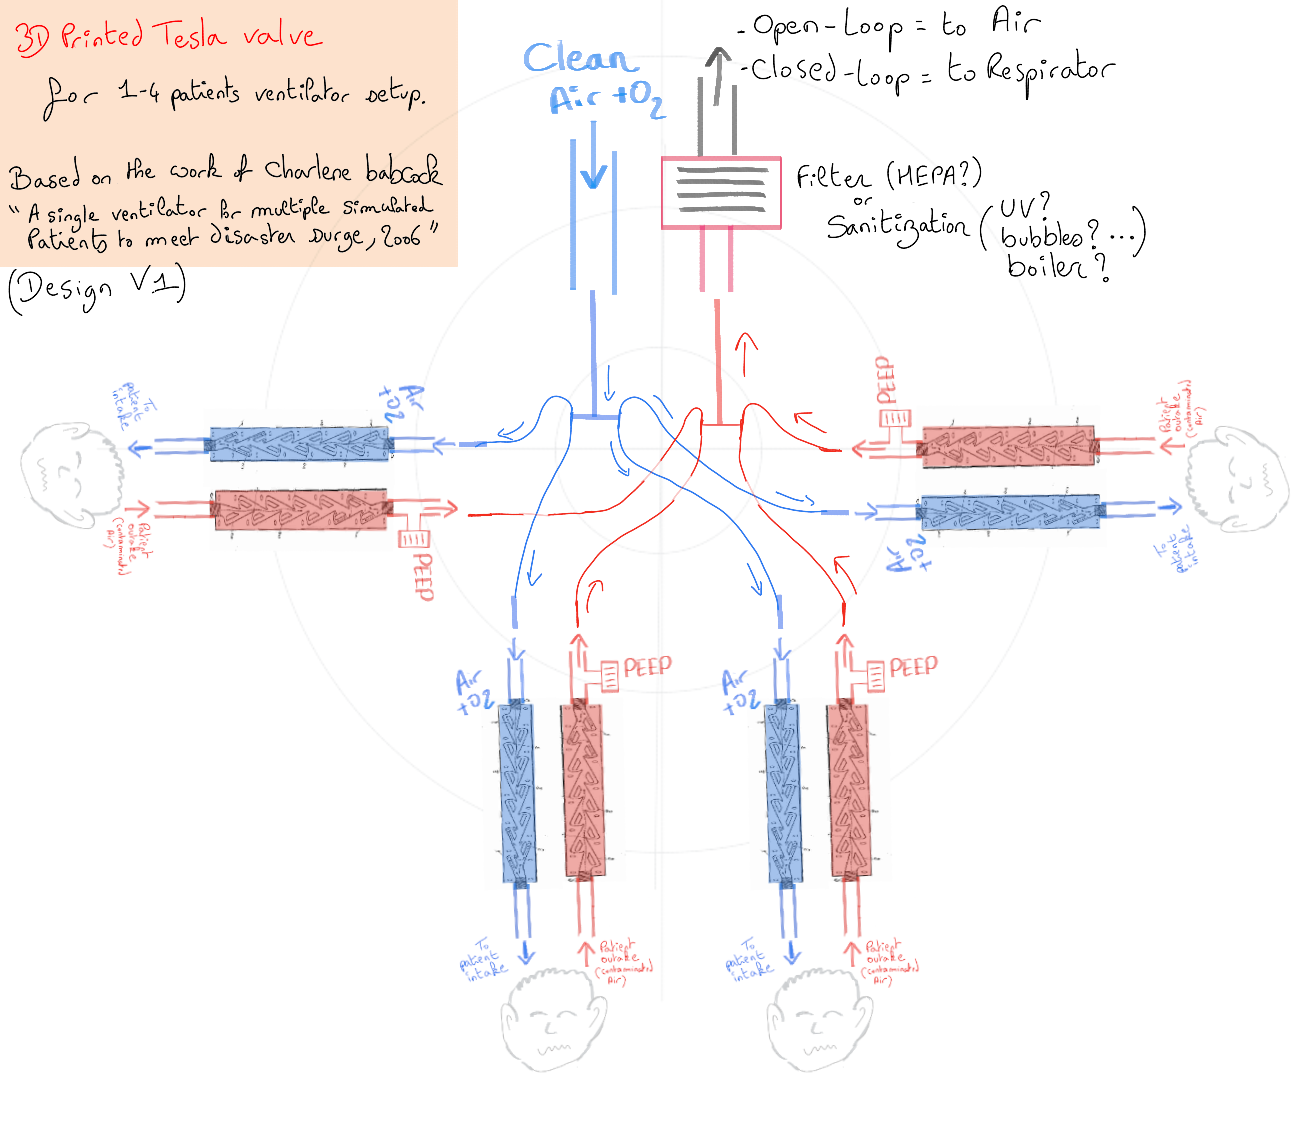 3D Printed Tesla valve
for 1-4 patients ventilator setup.
Based on the work of Charlene babcock
"A single ventilator for multiple simulated
Patients to meet disaster surge, 2006"
(Design V1)
Clean
Air + O2
- Open-Loop = to Air
- Closed-Loop = to Respirator
Filter (HEPA?)
or
Sanitization (UV?
bubbles? ...)
boiler?
To
patient
intake
Air
+O2
Patient
outake
(contaminated
Air)
PEEP
PEEP
Patient
outake
(contaminated
Air)
Air
+O2
To
patient
intake
Air
+O2
PEEP
To
patient
intake
Patient
outake
(contaminated
Air)
Air
+O2
PEEP
To
patient
intake
Patient
outake
(contaminated
Air)